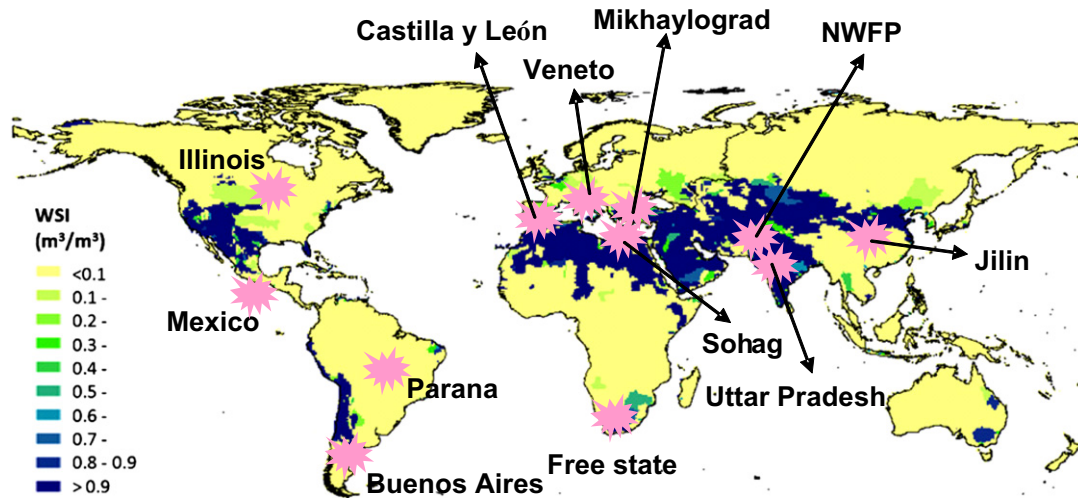 Mikhaylograd
Castilla y León
NWFP
Veneto
Illinois
WSI
(m³/m³)
<0.1
0.1 -
0.2 -
0.3 -
0.4 -
0.5 -
0.6 -
0.7 -
0.8 - 0.9
> 0.9
Jilin
Mexico
Sohag
Parana
Uttar Pradesh
Free state
Buenos Aires